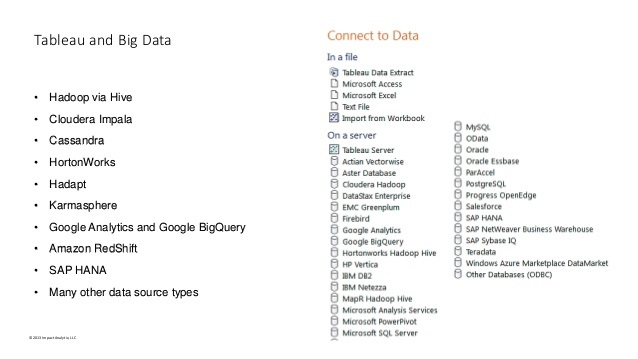 Tableau and Big Data
• Hadoop via Hive
• Cloudera Impala
• Cassandra
• HortonWorks
• Hadapt
• Karmasphere
• Google Analytics and Google BigQuery
• Amazon RedShift
• SAP HANA
• Many other data source types
Connect to Data
In a file
Tableau Data Extract
Microsoft Access
Microsoft Excel
Text File
Import from Workbook
On a server
Tableau Server
Actian Vectorwise
Aster Database
Cloudera Hadoop
DataStax Enterprise
EMC Greenplum
Firebird
Google Analytics
Google BigQuery
Hortonworks Hadoop Hive
HP Vertica
IBM DB2
IBM Netezza
MapR Hadoop Hive
Microsoft Analysis Services
Microsoft PowerPivot
Microsoft SQL Server
MySQL
OData
Oracle
Oracle Essbase
ParAccel
PostgreSQL
Progress OpenEdge
Salesforce
SAP HANA
SAP NetWeaver Business Warehouse
SAP Sybase IQ
Teradata
Windows Azure Marketplace DataMarket
Other Databases (ODBC)
© 2013 Impact Analytix, LLC